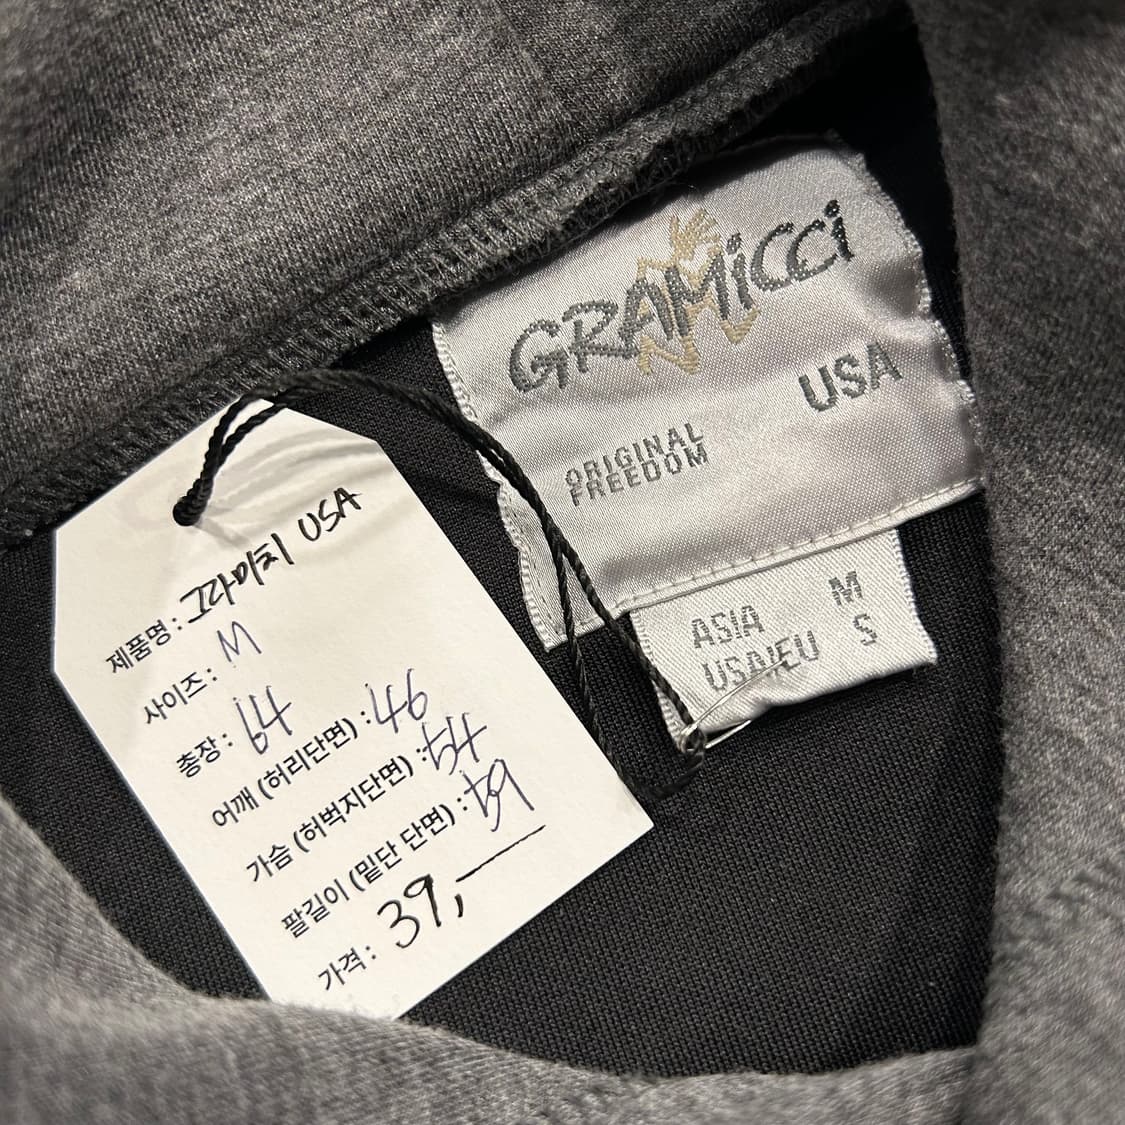 GRAMiCCi
USA
ORIGINAL
FREEDOM
ASIA M
USA/EU S
제품명 : 그라미치 USA
사이즈 : M
총장 : 64
어깨 (허리단면) : 46
가슴 (허벅지단면) : 54
팔길이 (밑단 단면) : 59
가격 : 39,—